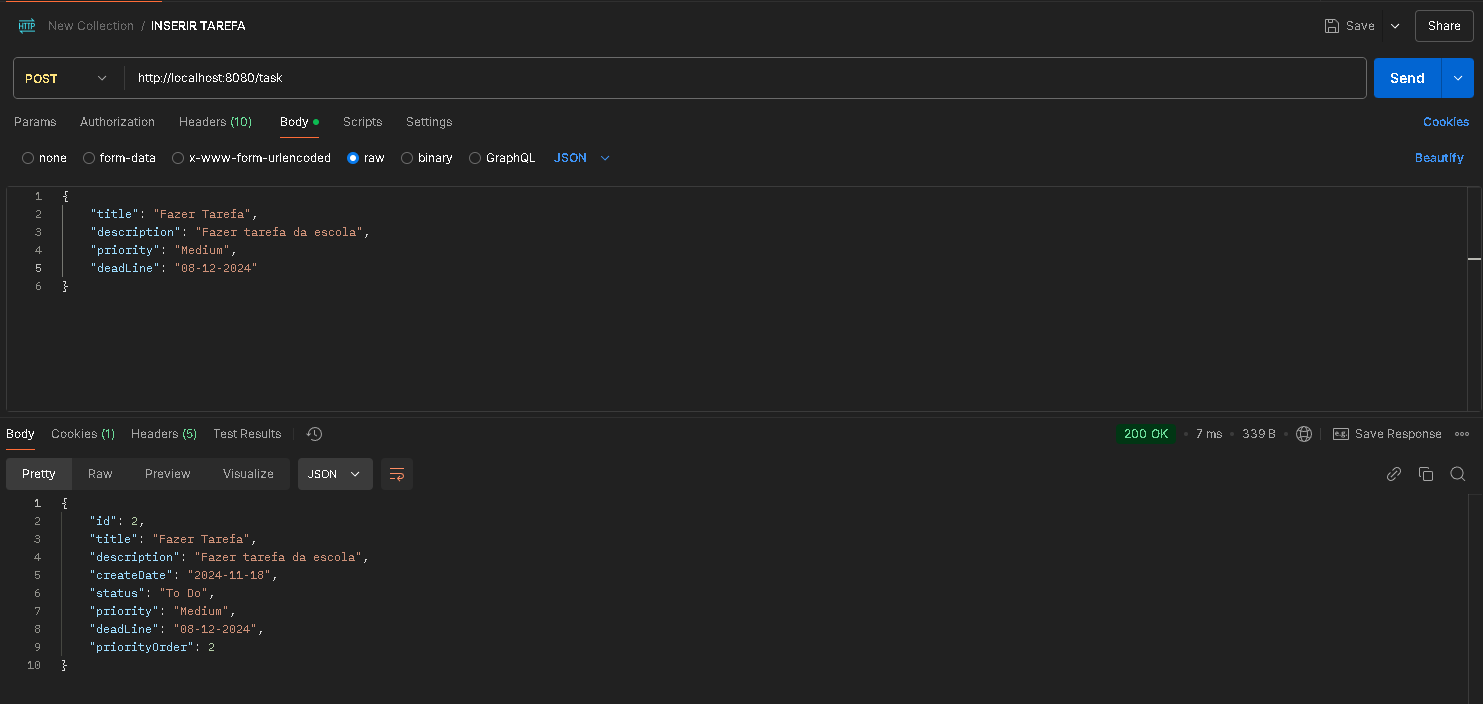 HTTP New Collection / INSERIR TAREFA Save Share
POST http://localhost:8080/task Send
Params Authorization Headers (10) Body Scripts Settings Cookies
none form-data x-www-form-urlencoded raw binary GraphQL JSON Beautify
1 {
2 "title": "Fazer Tarefa",
3 "description": "Fazer tarefa da escola",
4 "priority": "Medium",
5 "deadLine": "08-12-2024"
6 }
Body Cookies (1) Headers (5) Test Results 200 OK • 7 ms • 339 B • e.g. Save Response
Pretty Raw Preview Visualize JSON
1 {
2 "id": 2,
3 "title": "Fazer Tarefa",
4 "description": "Fazer tarefa da escola",
5 "createDate": "2024-11-18",
6 "status": "To Do",
7 "priority": "Medium",
8 "deadLine": "08-12-2024",
9 "priorityOrder": 2
10 }